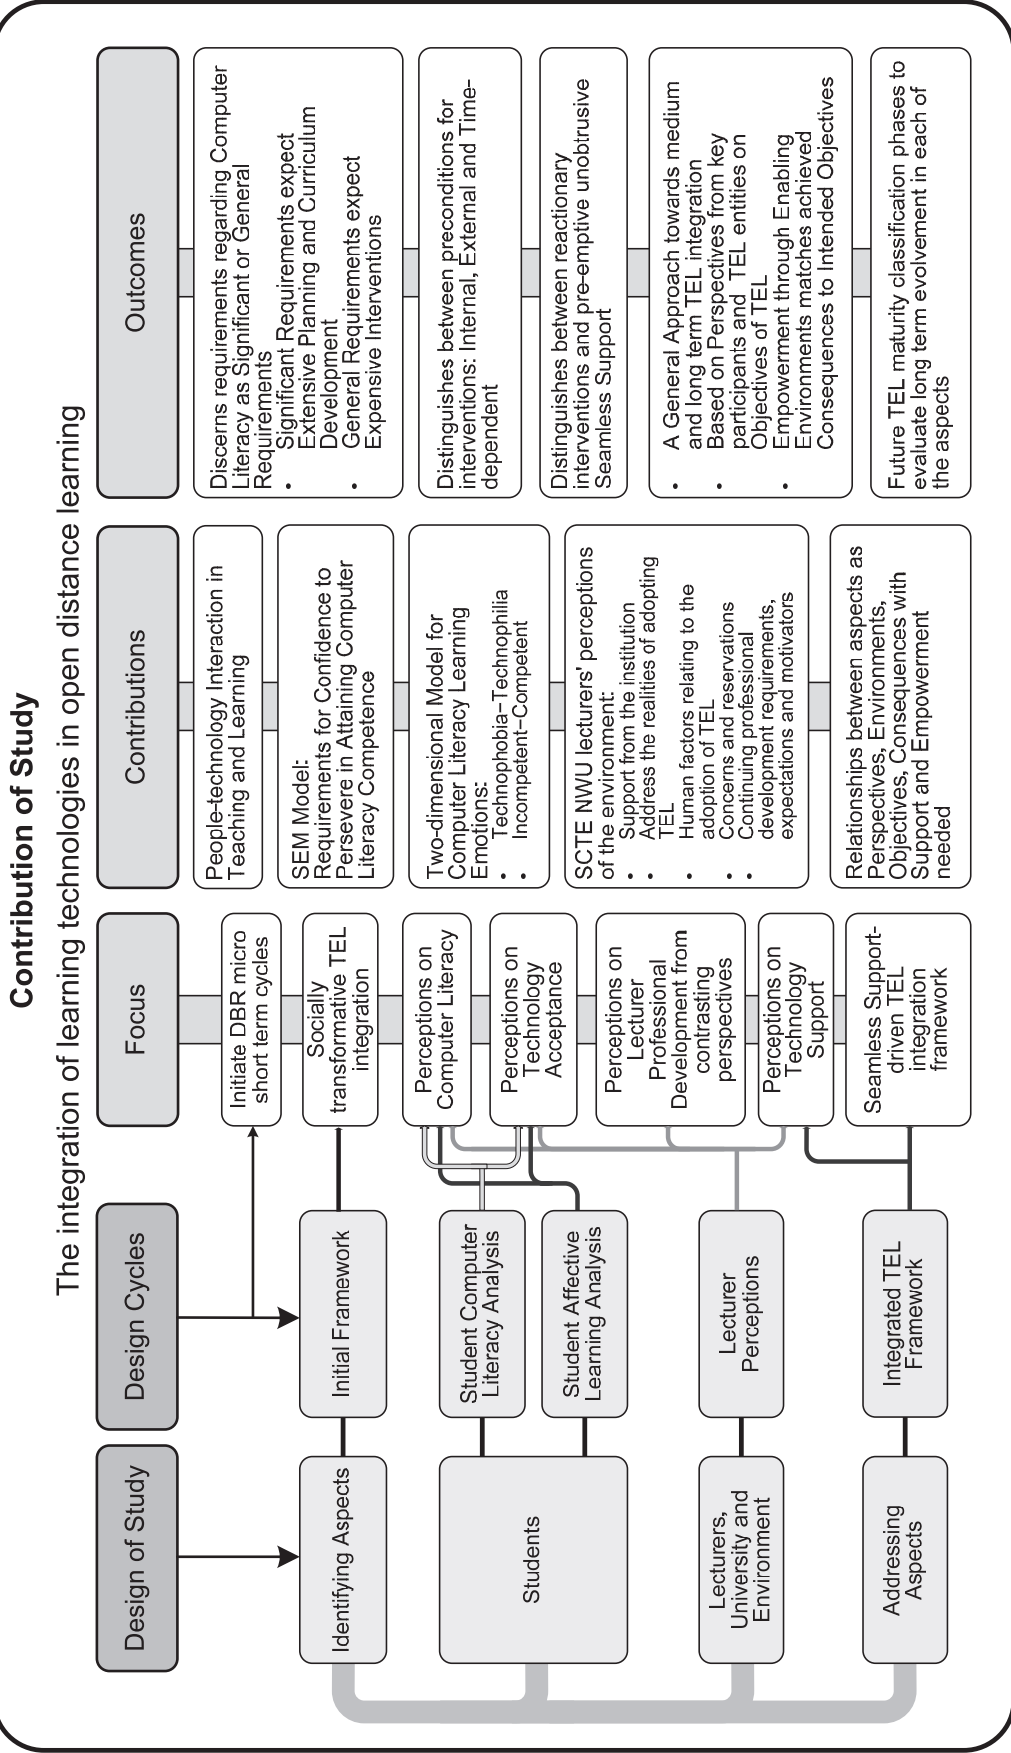 Contribution of Study
The integration of learning technologies in open distance learning
Design of Study
Identifying Aspects
Students
Lecturers,
University and
Environment
Addressing
Aspects
Design Cycles
Initial Framework
Student Computer
Literacy Analysis
Student Affective
Learning Analysis
Lecturer
Perceptions
Integrated TEL
Framework
Focus
Initiate DBR micro
short term cycles
Socially
transformative TEL
integration
Perceptions on
Computer Literacy
Perceptions on
Technology
Acceptance
Perceptions on
Lecturer
Professional
Development from
contrasting
perspectives
Perceptions on
Technology
Support
Seamless Support-
driven TEL
integration
framework
Contributions
People-technology Interaction in
Teaching and Learning
SEM Model:
Requirements for Confidence to
Persevere in Attaining Computer
Literacy Competence
Two-dimensional Model for
Computer Literacy Learning
Emotions:
• Technophobia–Technophilia
• Incompetent–Competent
SCTE NWU lecturers' perceptions
of the environment:
• Support from the institution
• Address the realities of adopting
TEL
• Human factors relating to the
adoption of TEL
• Concerns and reservations
• Continuing professional
development requirements,
expectations and motivators
Relationships between aspects as
Perspectives, Environments,
Objectives, Consequences with
Support and Empowerment
needed
Outcomes
Discerns requirements regarding Computer
Literacy as Significant or General
Requirements
• Significant Requirements expect
Extensive Planning and Curriculum
Development
• General Requirements expect
Expensive Interventions
Distinguishes between preconditions for
interventions: Internal, External and Time-
dependent
Distinguishes between reactionary
interventions and pre-emptive unobtrusive
Seamless Support
• A General Approach towards medium
and long term TEL integration
• Based on Perspectives from key
participants and TEL entities on
Objectives of TEL
• Empowerment through Enabling
Environments matches achieved
Consequences to Intended Objectives
Future TEL maturity classification phases to
evaluate long term evolvement in each of
the aspects